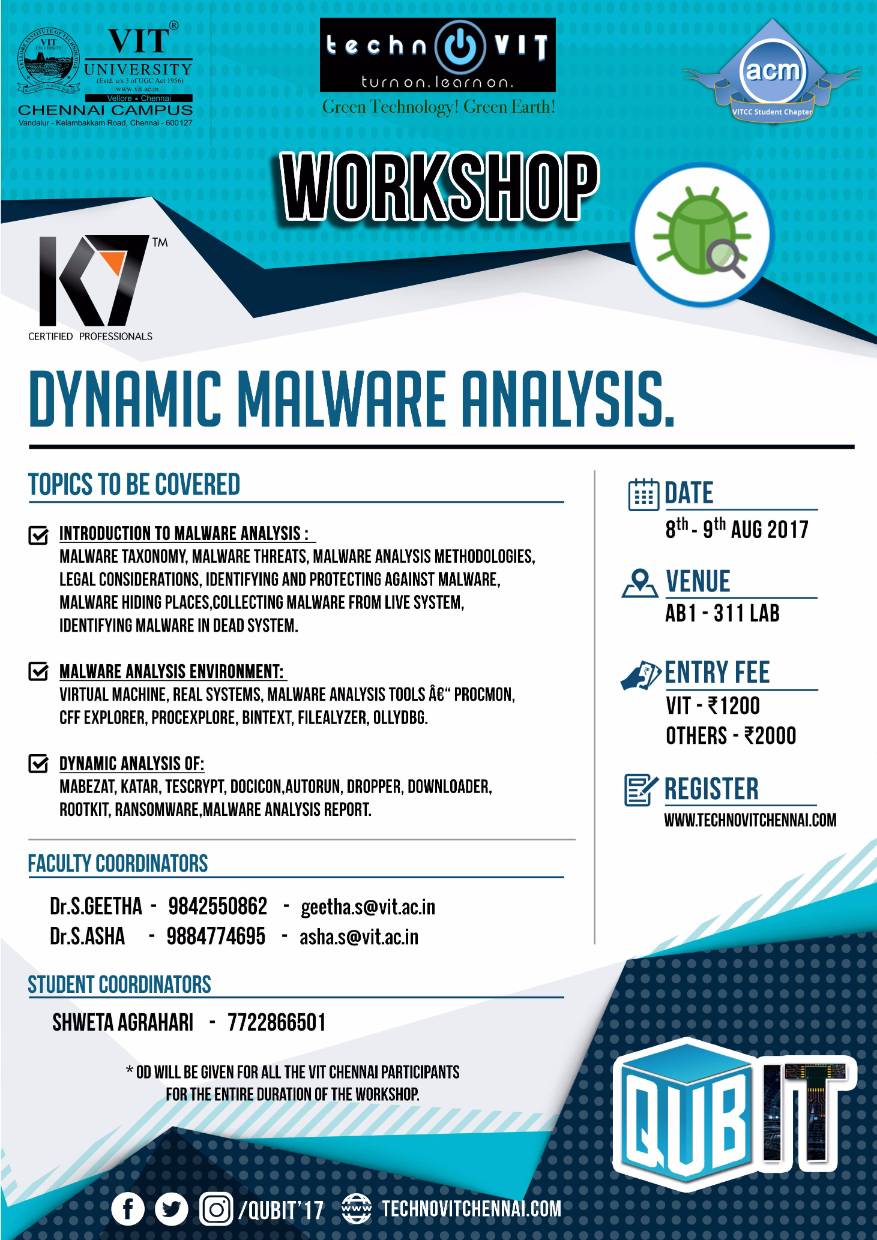 VIT®
UNIVERSITY
(Estd. u/s 3 of UGC Act 1956)
www.vit.ac.in
Vellore • Chennai
CHENNAI CAMPUS
Vandalur - Kelambakkam Road, Chennai - 600127
techno VIT
turn on. learn on.
Green Technology! Green Earth!
acm
VITCC Student Chapter
WORKSHOP
K7 TM
CERTIFIED PROFESSIONALS
DYNAMIC MALWARE ANALYSIS.
TOPICS TO BE COVERED
INTRODUCTION TO MALWARE ANALYSIS :
MALWARE TAXONOMY, MALWARE THREATS, MALWARE ANALYSIS METHODOLOGIES,
LEGAL CONSIDERATIONS, IDENTIFYING AND PROTECTING AGAINST MALWARE,
MALWARE HIDING PLACES,COLLECTING MALWARE FROM LIVE SYSTEM,
IDENTIFYING MALWARE IN DEAD SYSTEM.
MALWARE ANALYSIS ENVIRONMENT:
VIRTUAL MACHINE, REAL SYSTEMS, MALWARE ANALYSIS TOOLS Â€“ PROCMON,
CFF EXPLORER, PROCEXPLORE, BINTEXT, FILEALYZER, OLLYDBG.
DYNAMIC ANALYSIS OF:
MABEZAT, KATAR, TESCRYPT, DOCICON,AUTORUN, DROPPER, DOWNLOADER,
ROOTKIT, RANSOMWARE,MALWARE ANALYSIS REPORT.
DATE
8th - 9th AUG 2017
VENUE
AB1 - 311 LAB
ENTRY FEE
VIT - ₹1200
OTHERS - ₹2000
REGISTER
WWW.TECHNOVITCHENNAI.COM
FACULTY COORDINATORS
Dr.S.GEETHA - 9842550862 - geetha.s@vit.ac.in
Dr.S.ASHA - 9884774695 - asha.s@vit.ac.in
STUDENT COORDINATORS
SHWETA AGRAHARI - 7722866501
* OD WILL BE GIVEN FOR ALL THE VIT CHENNAI PARTICIPANTS
FOR THE ENTIRE DURATION OF THE WORKSHOP.
QUBIT
/QUBIT'17 TECHNOVITCHENNAI.COM